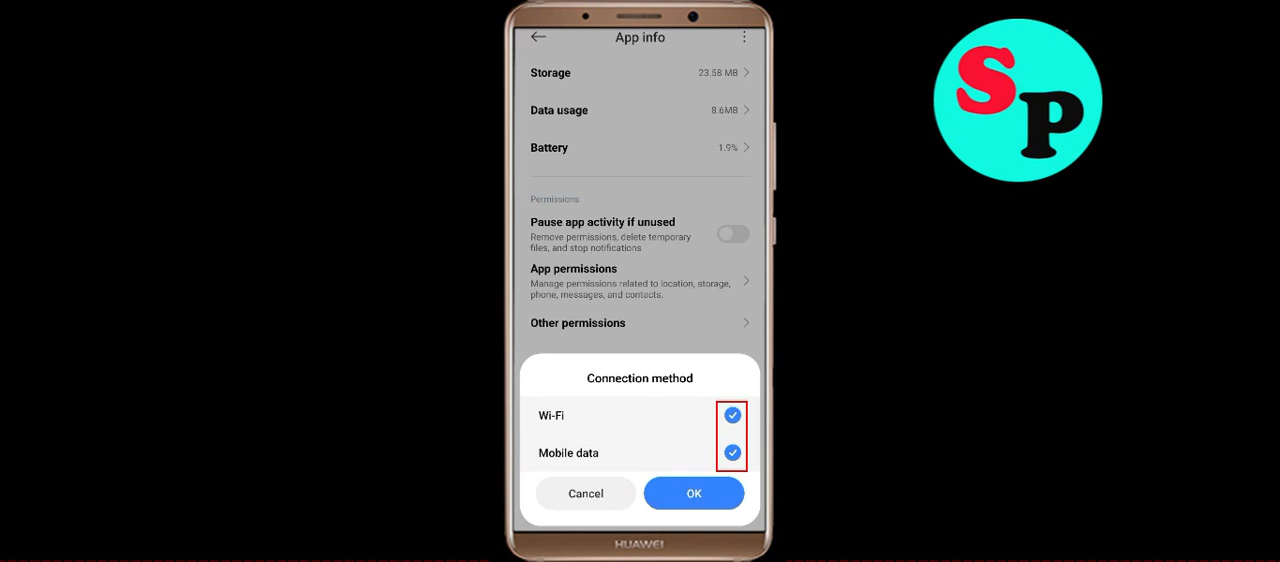 App info
Storage 23.58 MB
Data usage 8.6MB
Battery 1.9%
Permissions
Pause app activity if unused
Remove permissions, delete temporary
files, and stop notifications
App permissions
Manage permissions related to location, storage,
phone, messages, and contacts.
Other permissions
Connection method
Wi-Fi
Mobile data
Cancel OK
HUAWEI
SP